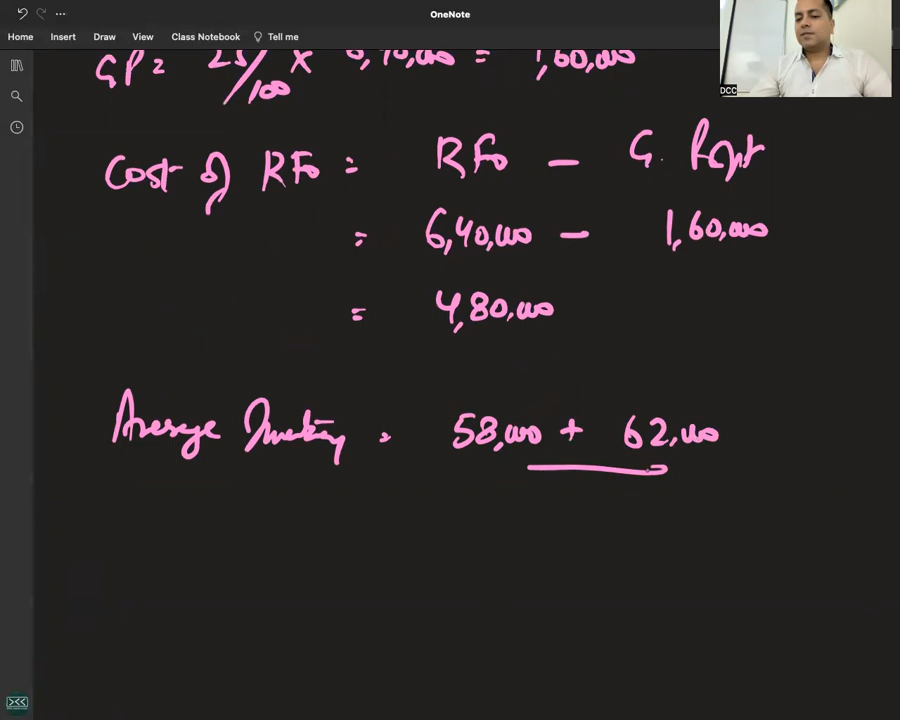 OneNote
Home Insert Draw View Class Notebook Tell me
DCC
GP = 25/100 × 6,40,000 = 1,60,000
Cost of RFO = RFO - G. Profit
= 6,40,000 - 1,60,000
= 4,80,000
Average Inventory = 58,000 + 62,000